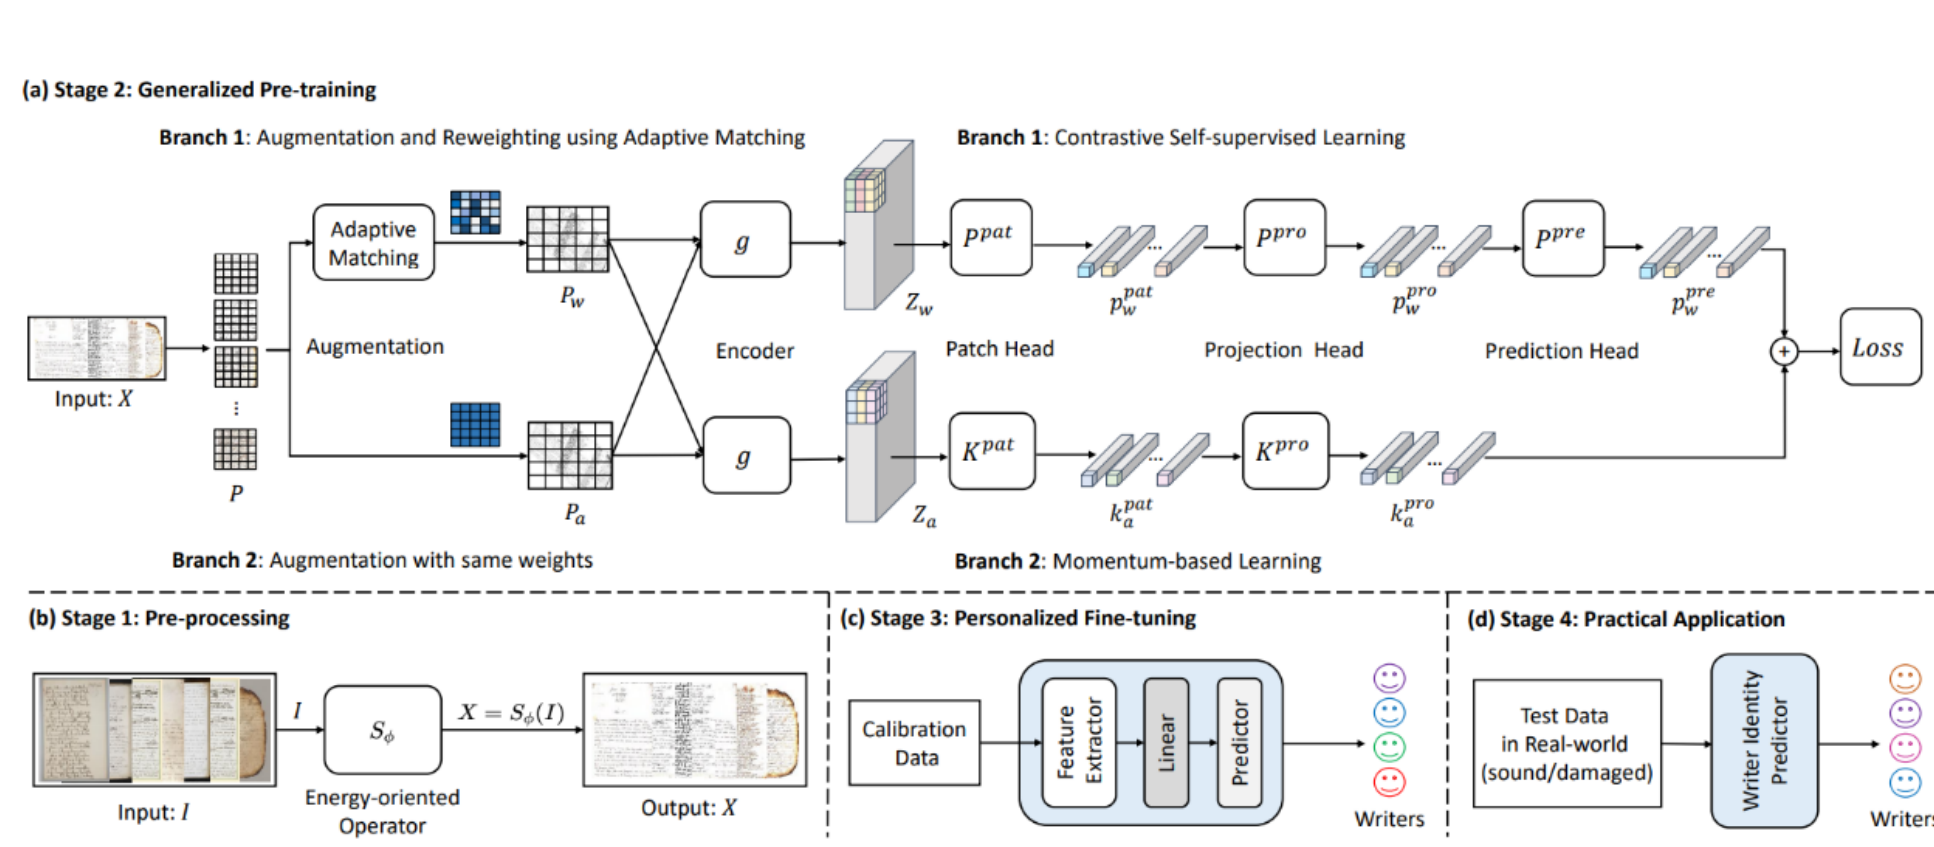 (a) Stage 2: Generalized Pre-training
Branch 1: Augmentation and Reweighting using Adaptive Matching
Branch 1: Contrastive Self-supervised Learning
Adaptive
Matching
P_w
g
Z_w
P^{pat}
p_w^{pat}
P^{pro}
p_w^{pro}
P^{pre}
p_w^{pre}
Input: X
P
Augmentation
Encoder
Patch Head
Projection Head
Prediction Head
+
Loss
P_a
g
Z_a
K^{pat}
k_a^{pat}
K^{pro}
k_a^{pro}
Branch 2: Augmentation with same weights
Branch 2: Momentum-based Learning
(b) Stage 1: Pre-processing
Input: I
I
S_ϕ
Energy-oriented
Operator
X = S_ϕ(I)
Output: X
(c) Stage 3: Personalized Fine-tuning
Calibration
Data
Feature
Extractor
Linear
Predictor
Writers
(d) Stage 4: Practical Application
Test Data
in Real-world
(sound/damaged)
Writer Identity
Predictor
Writers